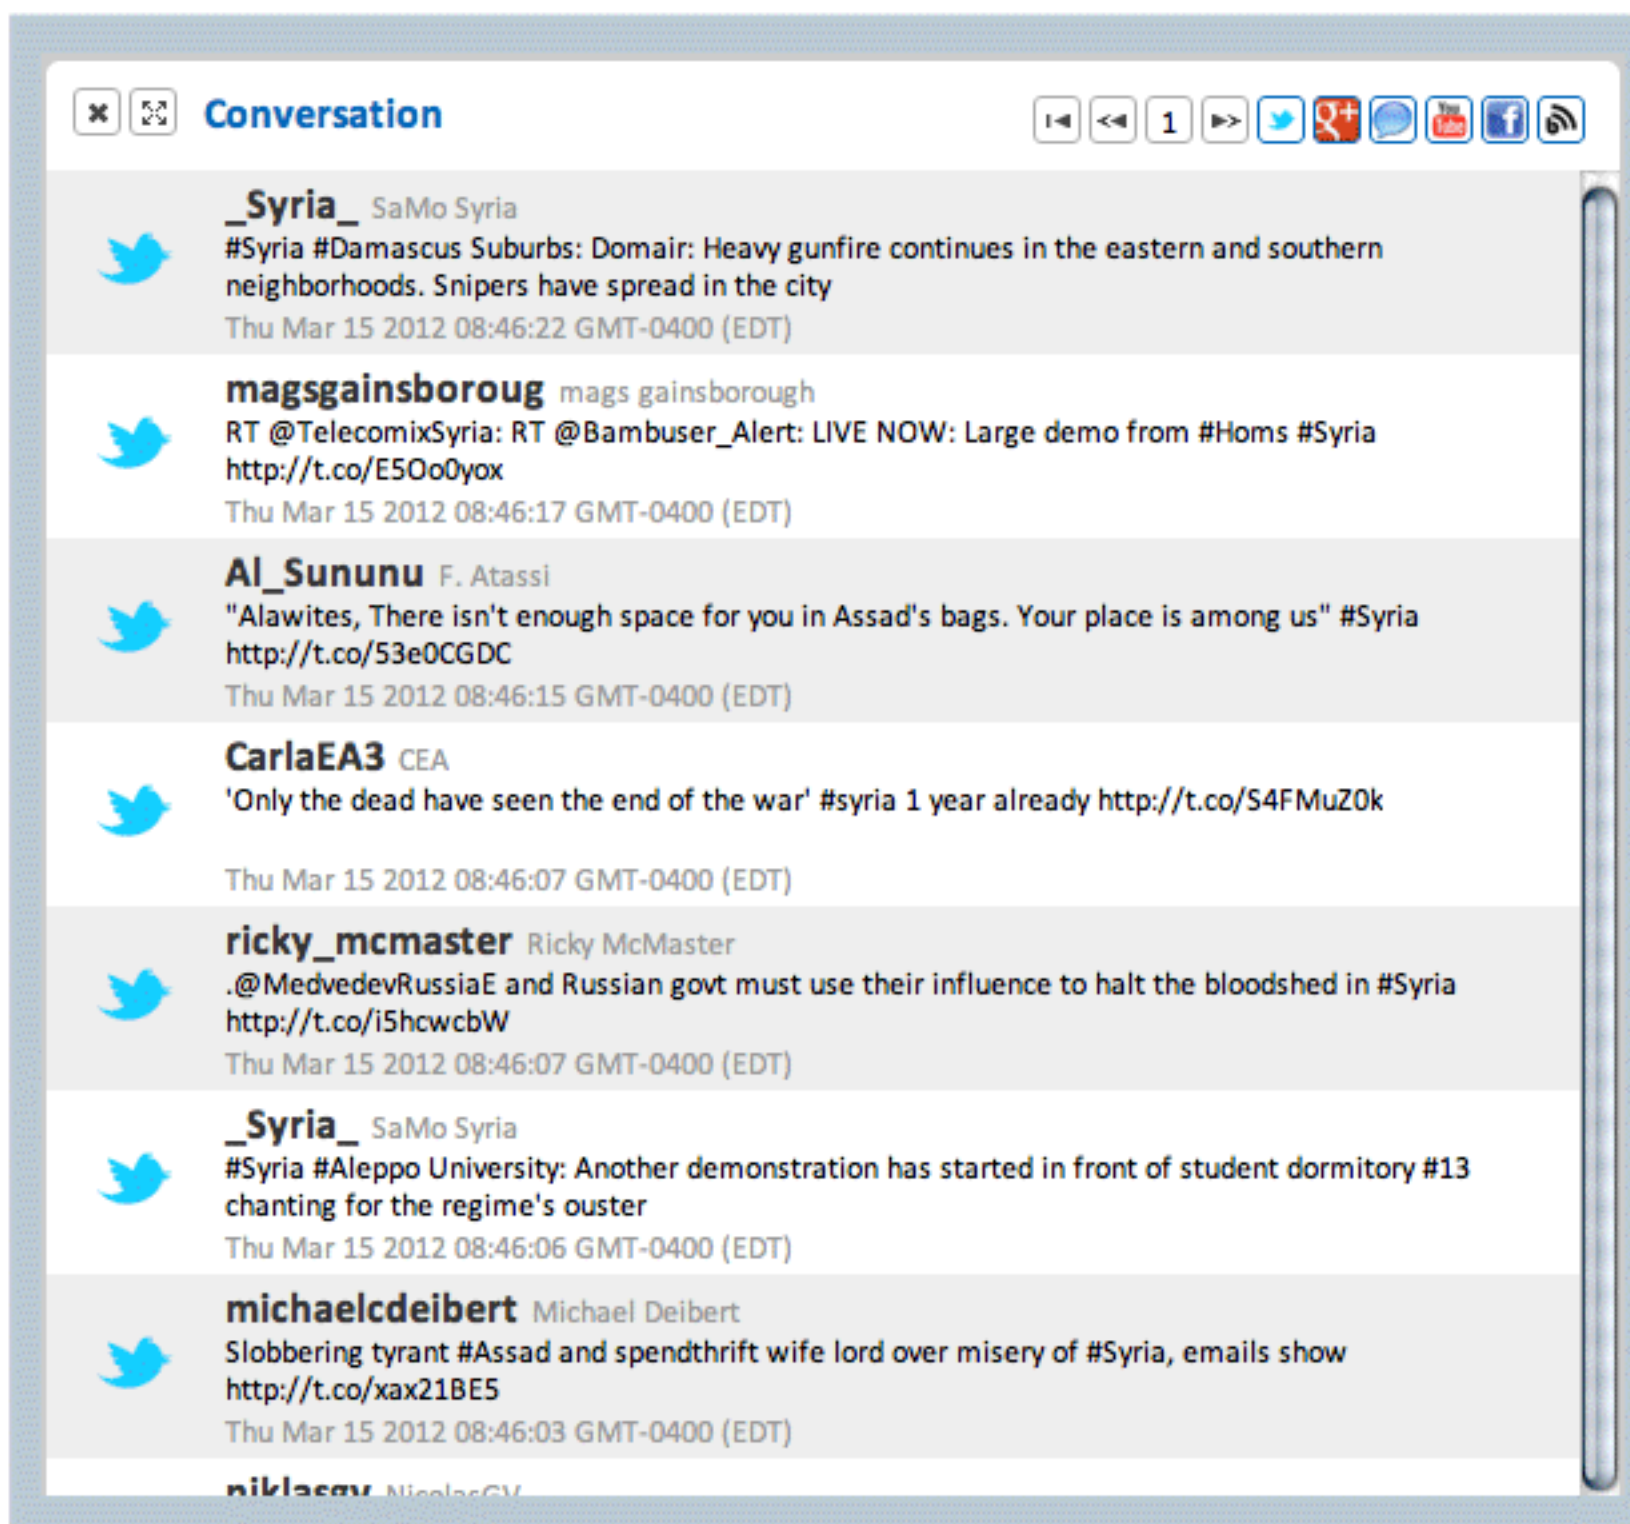 Conversation
1
_Syria_ SaMo Syria
#Syria #Damascus Suburbs: Domair: Heavy gunfire continues in the eastern and southern
neighborhoods. Snipers have spread in the city
Thu Mar 15 2012 08:46:22 GMT-0400 (EDT)
magsgainsboroug mags gainsborough
RT @TelecomixSyria: RT @Bambuser_Alert: LIVE NOW: Large demo from #Homs #Syria
http://t.co/E5Oo0yox
Thu Mar 15 2012 08:46:17 GMT-0400 (EDT)
Al_Sununu F. Atassi
"Alawites, There isn't enough space for you in Assad's bags. Your place is among us" #Syria
http://t.co/53e0CGDC
Thu Mar 15 2012 08:46:15 GMT-0400 (EDT)
CarlaEA3 CEA
'Only the dead have seen the end of the war' #syria 1 year already http://t.co/S4FMuZ0k
Thu Mar 15 2012 08:46:07 GMT-0400 (EDT)
ricky_mcmaster Ricky McMaster
.@MedvedevRussiaE and Russian govt must use their influence to halt the bloodshed in #Syria
http://t.co/i5hcwcbW
Thu Mar 15 2012 08:46:07 GMT-0400 (EDT)
_Syria_ SaMo Syria
#Syria #Aleppo University: Another demonstration has started in front of student dormitory #13
chanting for the regime's ouster
Thu Mar 15 2012 08:46:06 GMT-0400 (EDT)
michaelcdeibert Michael Deibert
Slobbering tyrant #Assad and spendthrift wife lord over misery of #Syria, emails show
http://t.co/xax21BE5
Thu Mar 15 2012 08:46:03 GMT-0400 (EDT)
niklasgv NicolasGV